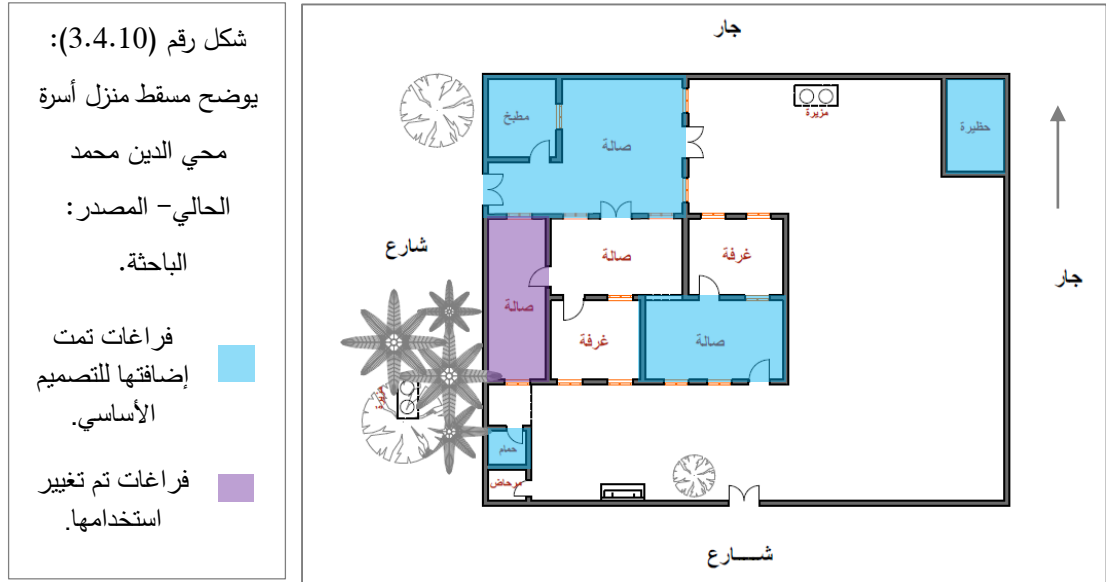 شكل رقم (3.4.10):
يوضح مسقط منزل أسرة
محي الدين محمد
الحالي- المصدر:
الباحثة.
فراغات تمت
إضافتها للتصميم
الأساسي.
فراغات تم تغيير
استخدامها.
جار
مطبخ
صالة
مزيرة
حظيرة
شارع
صالة
غرفة
جار
صالة
غرفة
صالة
مزيرة
حمام
مرحاض
شـــارع